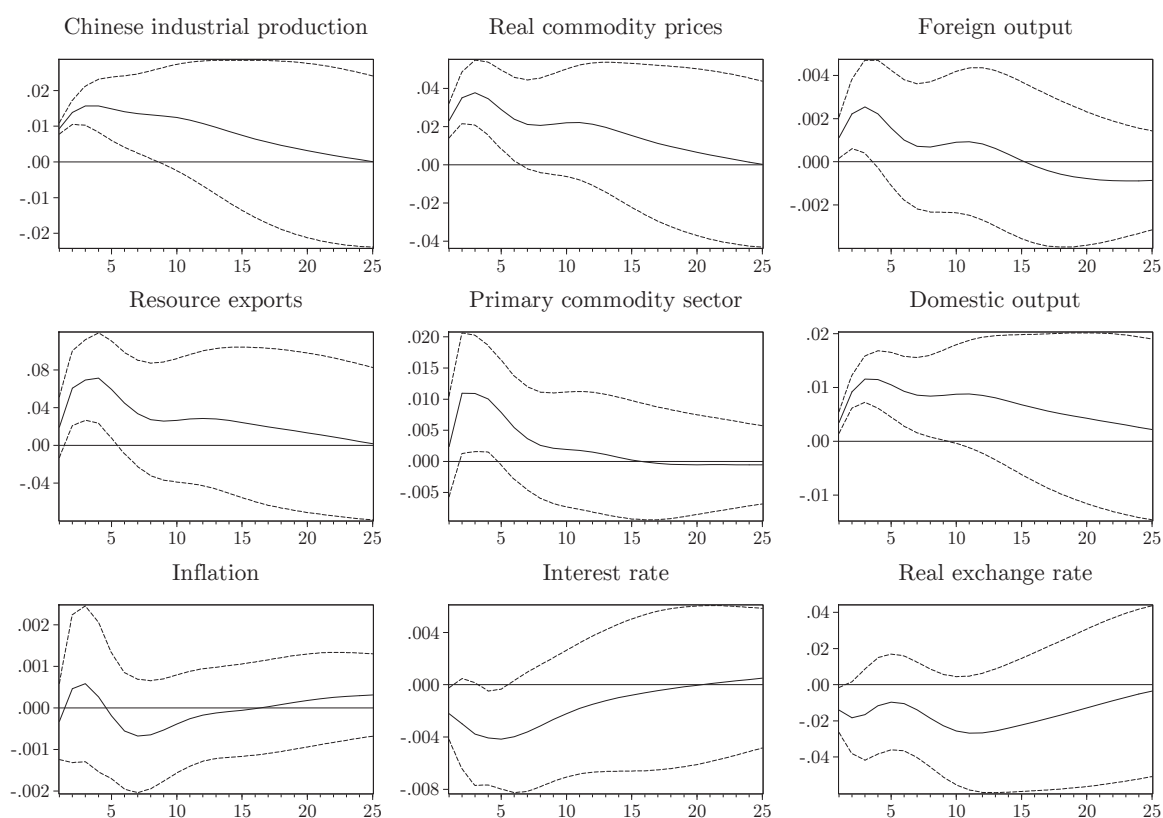 Chinese industrial production
Real commodity prices
Foreign output
.02
.01
.00
-.01
-.02
5 10 15 20 25
.04
.02
.00
-.02
-.04
5 10 15 20 25
.004
.002
.000
-.002
5 10 15 20 25
Resource exports
Primary commodity sector
Domestic output
.08
.04
.00
-.04
5 10 15 20 25
.020
.015
.010
.005
.000
-.005
5 10 15 20 25
.02
.01
.00
-.01
5 10 15 20 25
Inflation
Interest rate
Real exchange rate
.002
.001
.000
-.001
-.002
5 10 15 20 25
.004
.000
-.004
-.008
5 10 15 20 25
.04
.02
.00
-.02
-.04
5 10 15 20 25